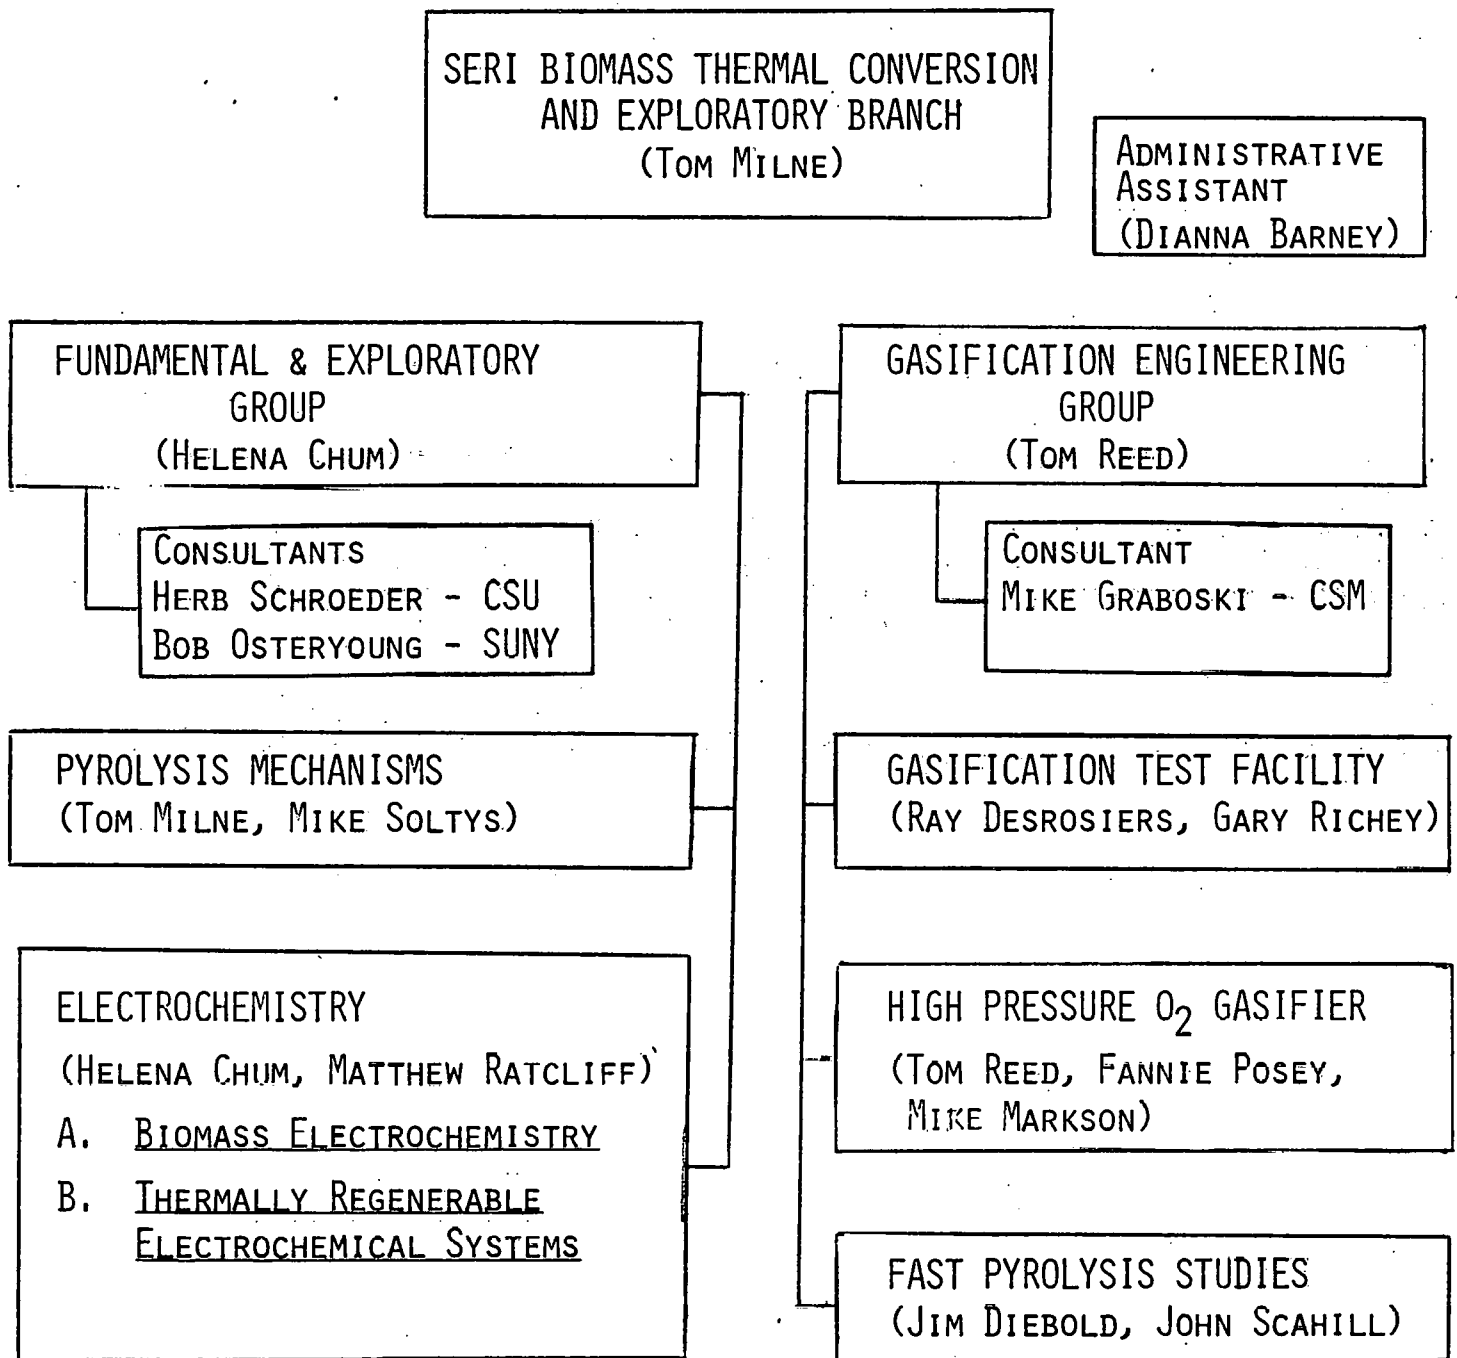 SERI BIOMASS THERMAL CONVERSION
AND EXPLORATORY BRANCH
(TOM MILNE)
ADMINISTRATIVE
ASSISTANT
(DIANNA BARNEY)
FUNDAMENTAL & EXPLORATORY
GROUP
(HELENA CHUM)
CONSULTANTS
HERB SCHROEDER - CSU
BOB OSTERYOUNG - SUNY
PYROLYSIS MECHANISMS
(TOM MILNE, MIKE SOLTYS)
ELECTROCHEMISTRY
(HELENA CHUM, MATTHEW RATCLIFF)
A. BIOMASS ELECTROCHEMISTRY
B. THERMALLY REGENERABLE
ELECTROCHEMICAL SYSTEMS
GASIFICATION ENGINEERING
GROUP
(TOM REED)
CONSULTANT
MIKE GRABOSKI - CSM
GASIFICATION TEST FACILITY
(RAY DESROSIERS, GARY RICHEY)
HIGH PRESSURE O2 GASIFIER
(TOM REED, FANNIE POSEY,
MIKE MARKSON)
FAST PYROLYSIS STUDIES
(JIM DIEBOLD, JOHN SCAHILL)